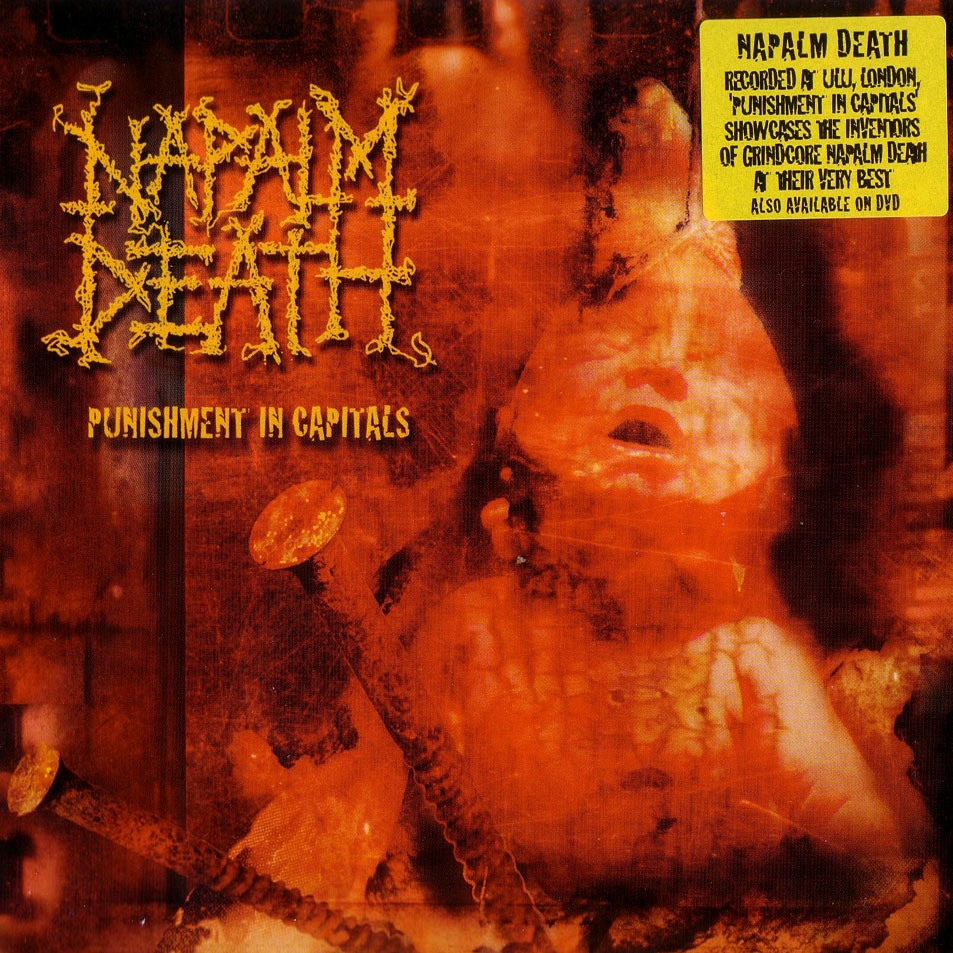 NAPALM
DEATH
PUNISHMENT IN CAPITALS
NAPALM DEATH
RECORDED AT ULU, LONDON,
'PUNISHMENT IN CAPITALS'
SHOWCASES THE INVENTORS
OF GRINDCORE NAPALM DEATH
AT THEIR VERY BEST
ALSO AVAILABLE ON DVD